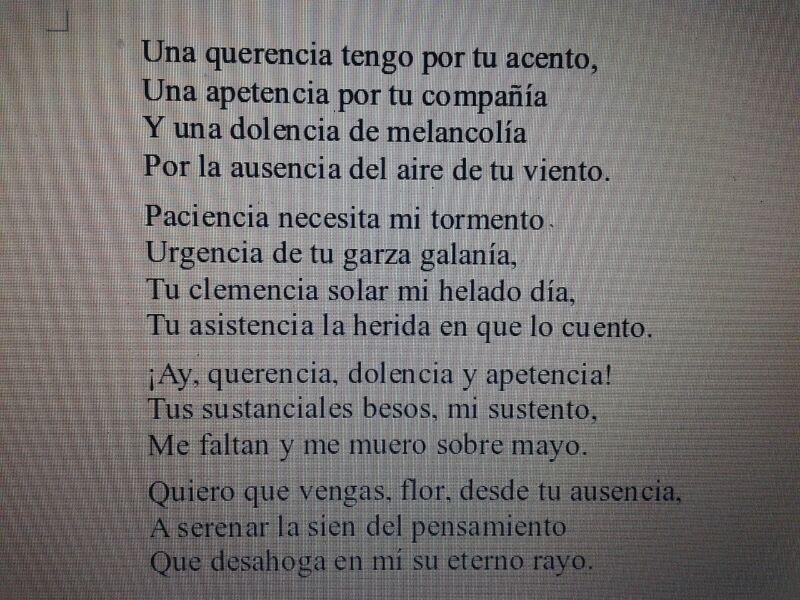 Una querencia tengo por tu acento,
Una apetencia por tu compañía
Y una dolencia de melancolía
Por la ausencia del aire de tu viento.
Paciencia necesita mi tormento.
Urgencia de tu garza galanía,
Tu clemencia solar mi helado día,
Tu asistencia la herida en que lo cuento.
¡Ay, querencia, dolencia y apetencia!
Tus sustanciales besos, mi sustento,
Me faltan y me muero sobre mayo.
Quiero que vengas, flor, desde tu ausencia,
A serenar la sien del pensamiento
Que desahoga en mí su eterno rayo.